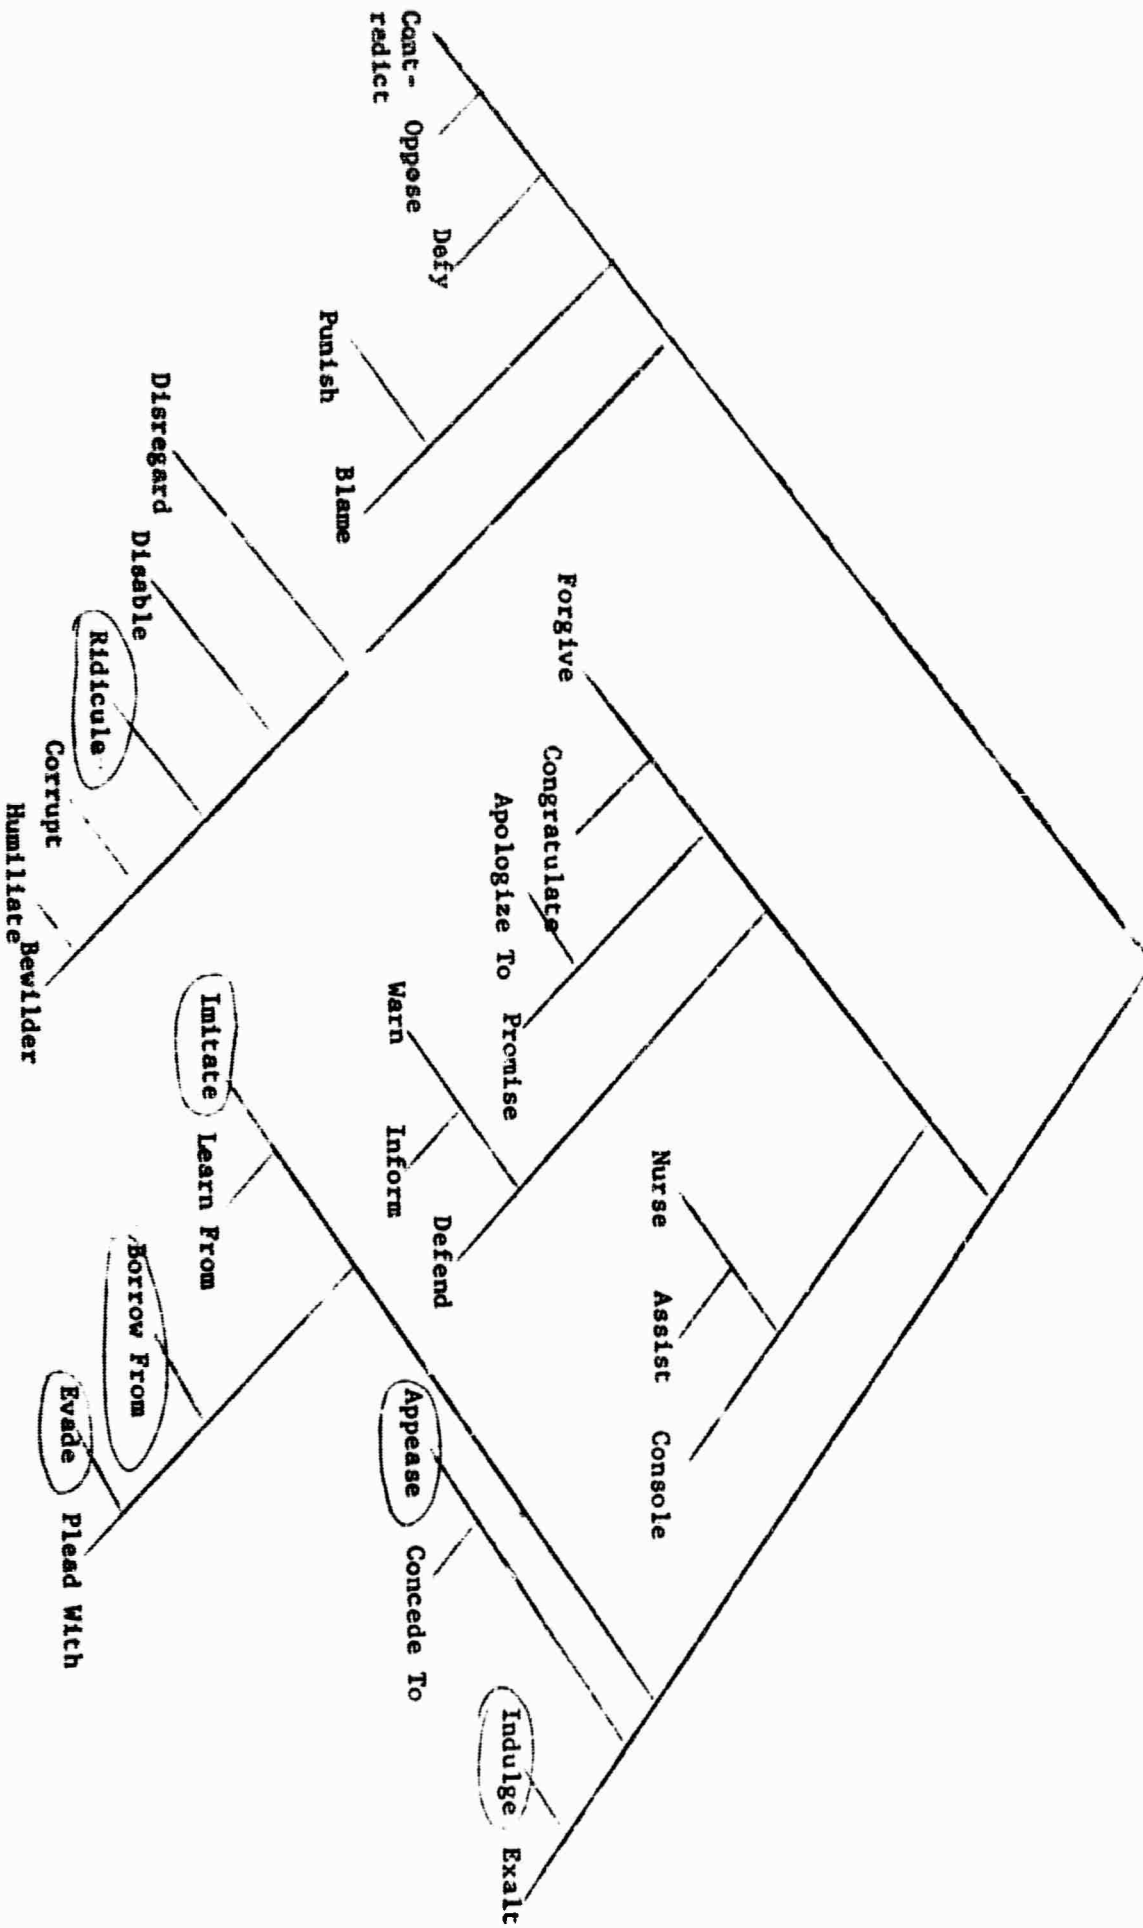 Cont-
radict
Oppose
Defy
Punish
Blame
Disregard
Disable
Ridicule
Corrupt
Humiliate
Bewilder
Forgive
Congratulate
Apologize To
Promise
Warn
Inform
Defend
Nurse
Assist
Console
Imitate
Learn From
Borrow From
Evade
Plead With
Appease
Concede To
Indulge
Exalt